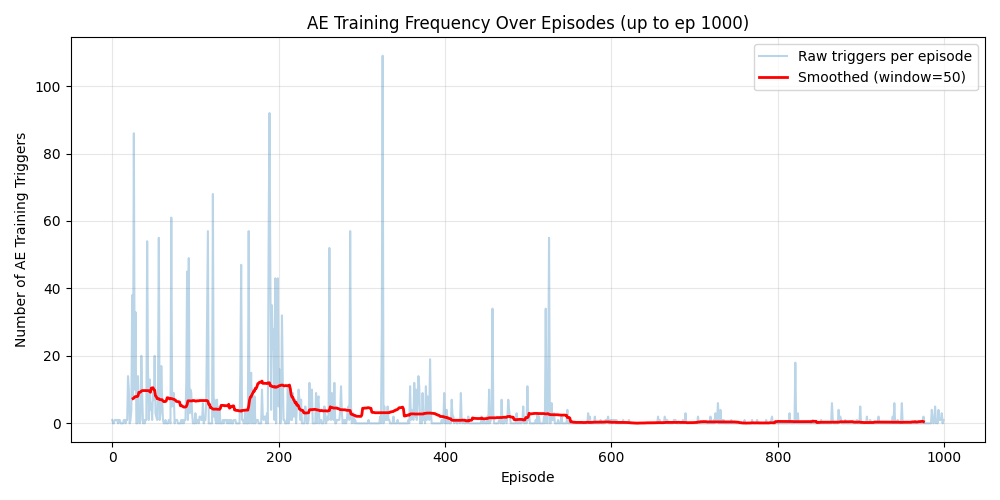 AE Training Frequency Over Episodes (up to ep 1000)
Raw triggers per episode
Smoothed (window=50)
Number of AE Training Triggers
100
80
60
40
20
0
0 200 400 600 800 1000
Episode